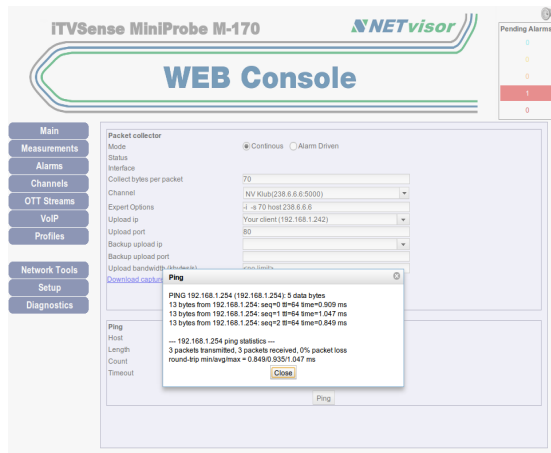 iTVSense MiniProbe M-170
NETvisor
WEB Console
Pending Alarms
0
0
0
1
0
Main
Measurements
Alarms
Channels
OTT Streams
VoIP
Profiles
Network Tools
Setup
Diagnostics
Packet collector
Mode Continous Alarm Driven
Status
Interface
Collect bytes per packet 70
Channel NV Klub(238.6.6.6:5000)
Expert Options -i -s 70 host 238.6.6.6
Upload ip Your client (192.168.1.242)
Upload port 80
Backup upload ip
Backup upload port
Upload bandwidth
Download capture
Ping
PING 192.168.1.254 (192.168.1.254): 5 data bytes
13 bytes from 192.168.1.254: seq=0 ttl=64 time=0.909 ms
13 bytes from 192.168.1.254: seq=1 ttl=64 time=1.047 ms
13 bytes from 192.168.1.254: seq=2 ttl=64 time=0.849 ms
--- 192.168.1.254 ping statistics ---
3 packets transmitted, 3 packets received, 0% packet loss
round-trip min/avg/max = 0.849/0.935/1.047 ms
Close
Ping
Host
Length
Count
Timeout
Ping